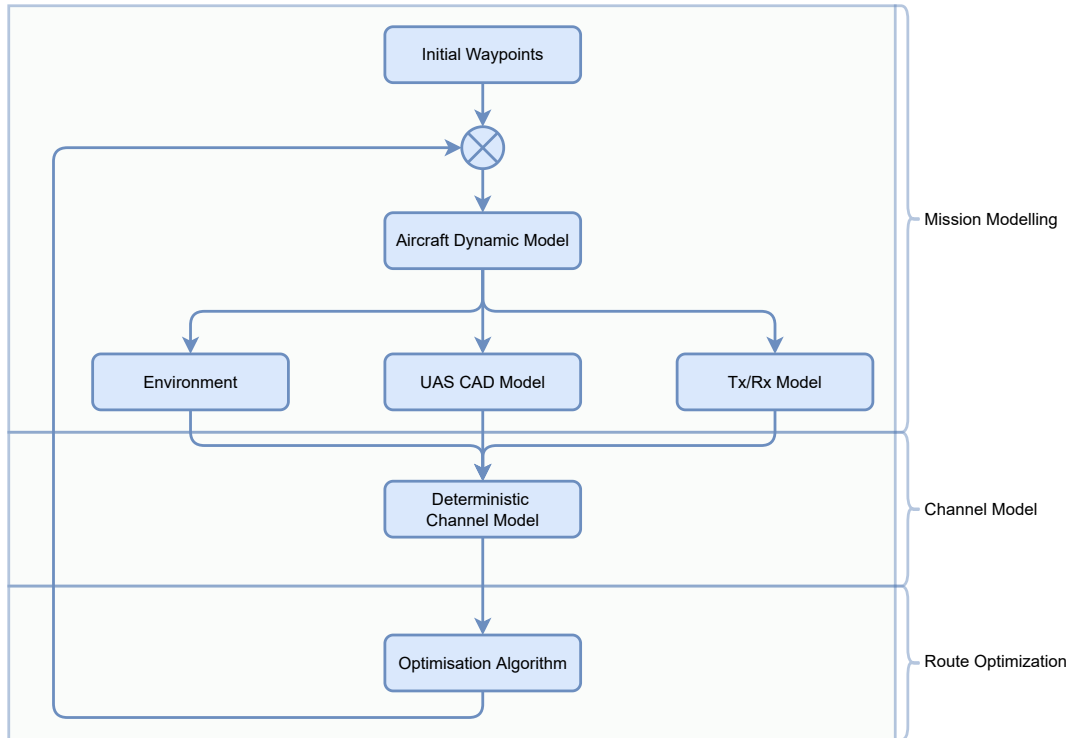 Initial Waypoints
Mission Modelling
Aircraft Dynamic Model
Environment
UAS CAD Model
Tx/Rx Model
Deterministic
Channel Model
Channel Model
Optimisation Algorithm
Route Optimization